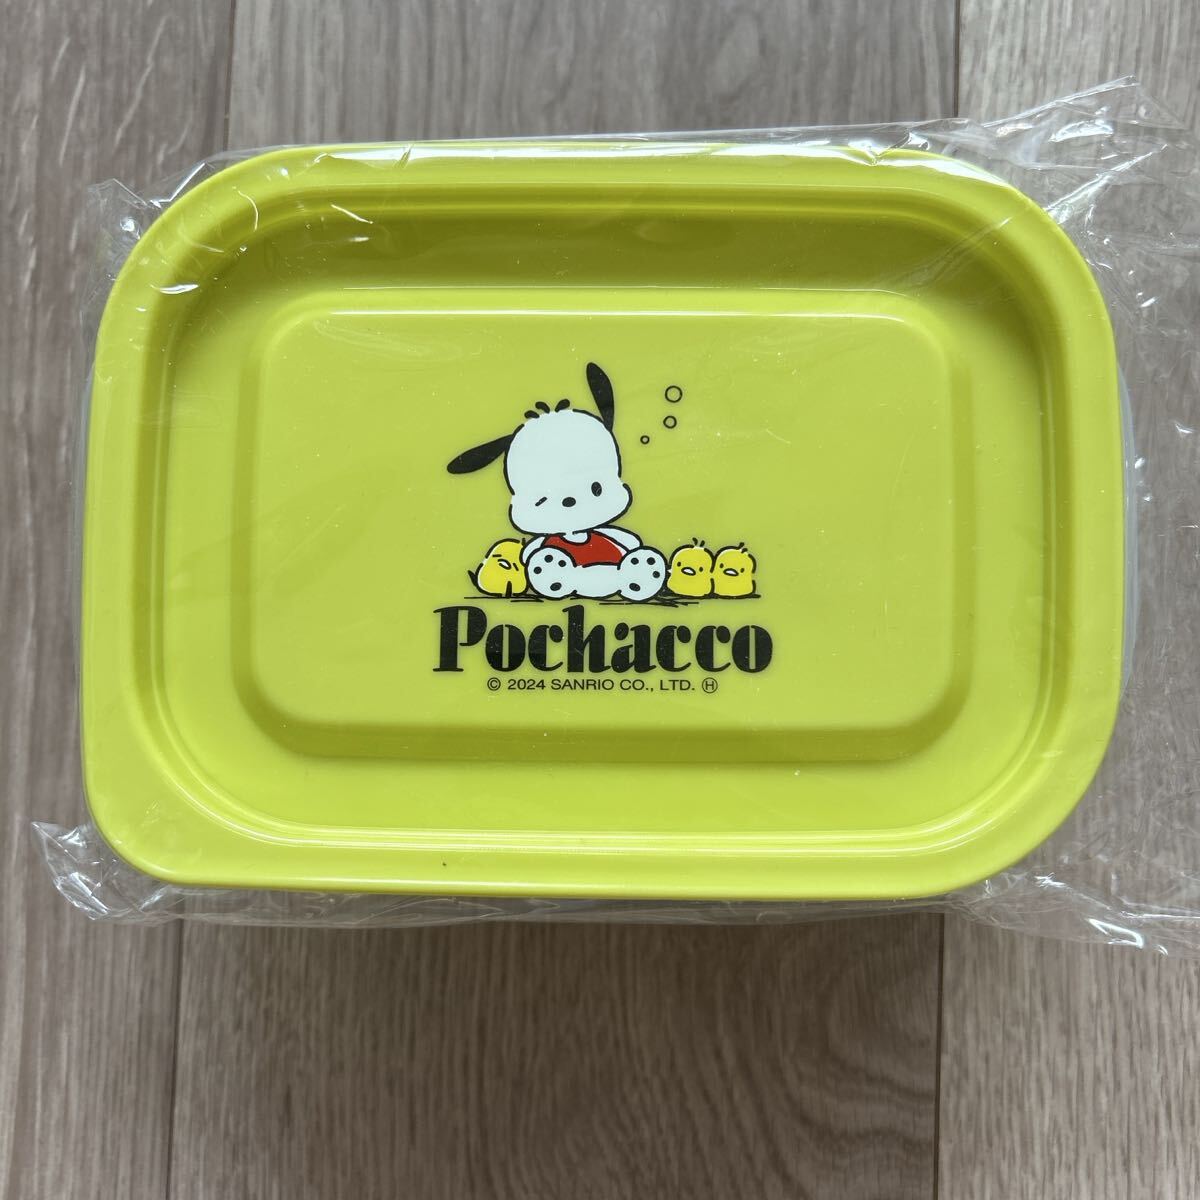 Pochacco
© 2024 SANRIO CO., LTD. Ⓗ